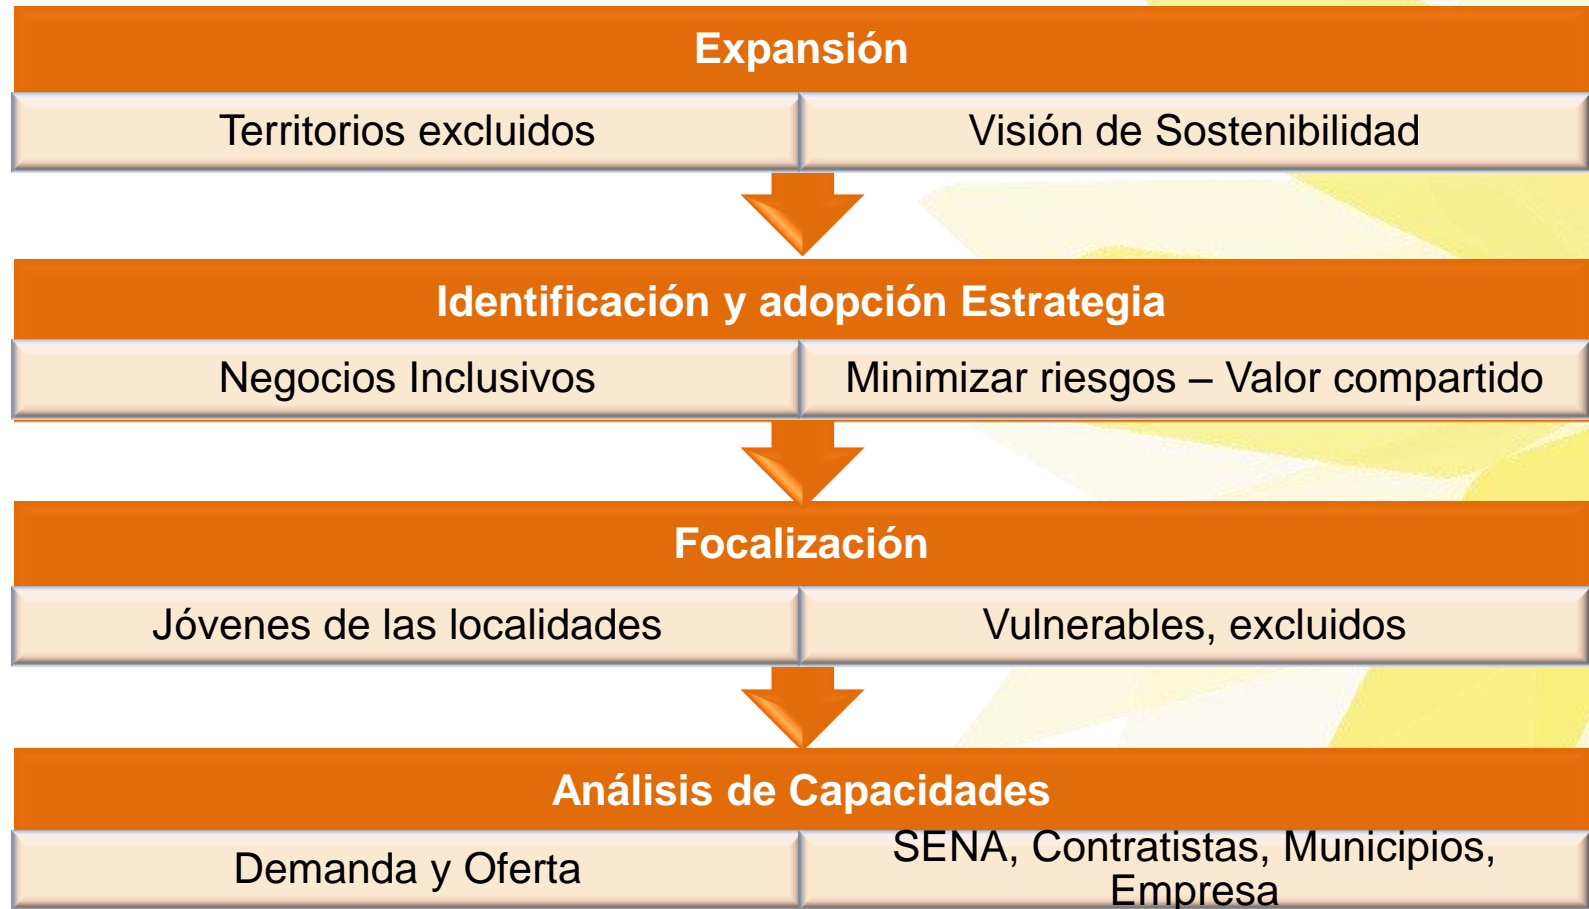 Expansión
Territorios excluidos
Visión de Sostenibilidad
Identificación y adopción Estrategia
Negocios Inclusivos
Minimizar riesgos – Valor compartido
Focalización
Jóvenes de las localidades
Vulnerables, excluidos
Análisis de Capacidades
Demanda y Oferta
SENA, Contratistas, Municipios,
Empresa